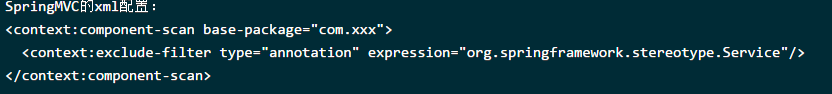 SpringMVC的xml配置：
<context:component-scan base-package="com.xxx">
  <context:exclude-filter type="annotation" expression="org.springframework.stereotype.Service"/>
</context:component-scan>